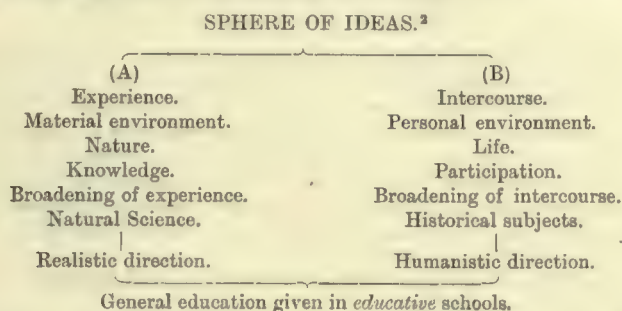 SPHERE OF IDEAS.²
(A)
Experience.
Material environment.
Nature.
Knowledge.
Broadening of experience.
Natural Science.
Realistic direction.
(B)
Intercourse.
Personal environment.
Life.
Participation.
Broadening of intercourse.
Historical subjects.
Humanistic direction.
General education given in educative schools.